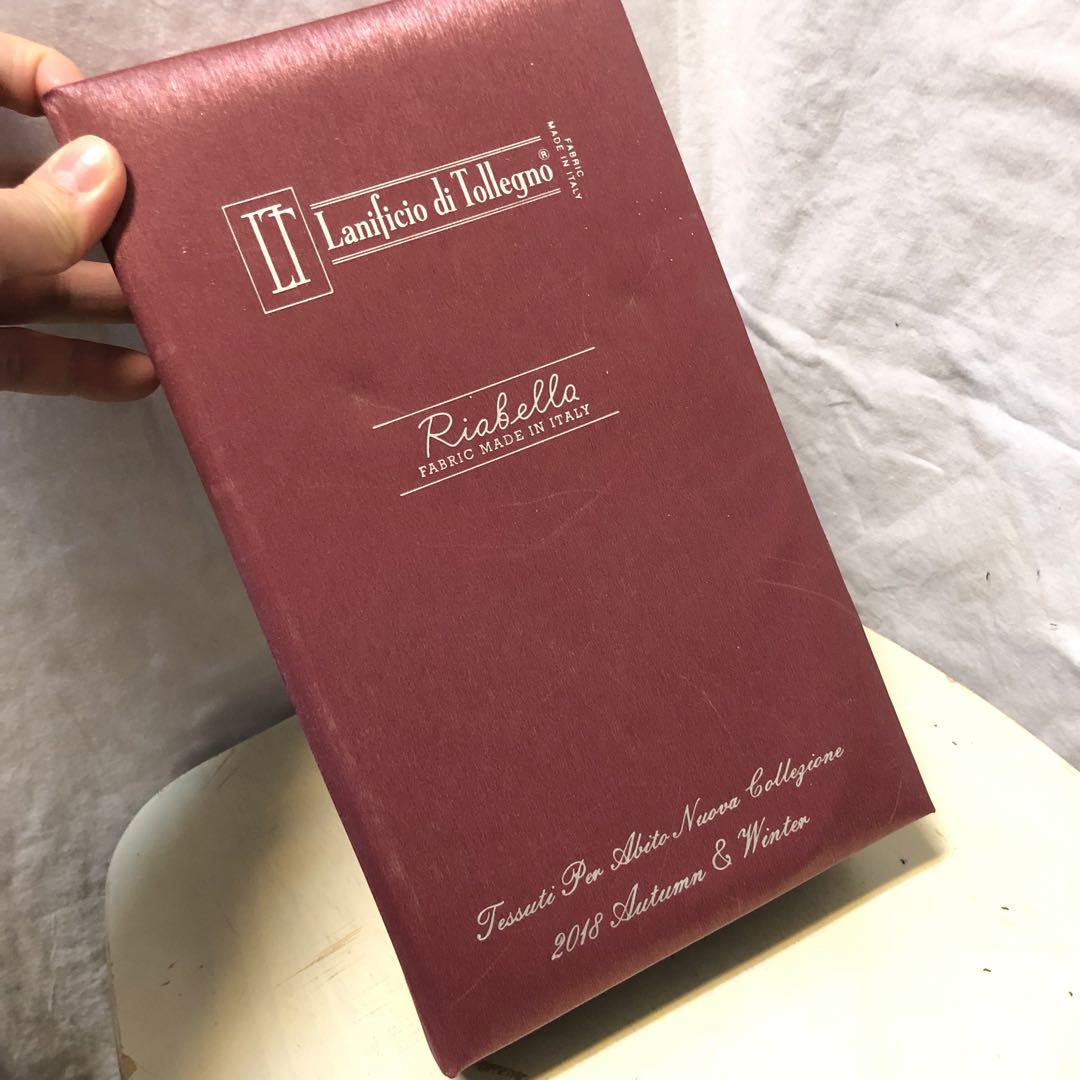 LT
Lanificio di Tollegno®
FABRIC
MADE IN ITALY
Riabella
FABRIC MADE IN ITALY
Tessuti Per Abito Nuova Collezione
2018 Autumn & Winter